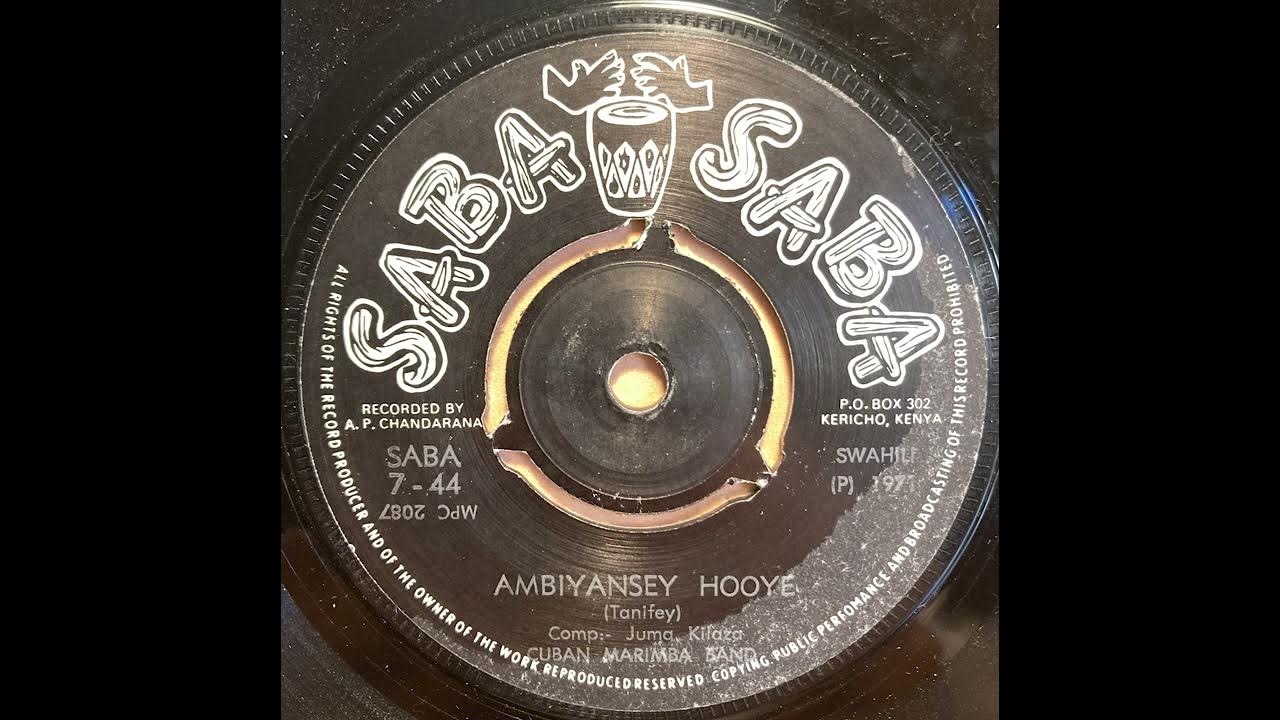 SABA SABA
ALL RIGHTS OF THE RECORD PRODUCER AND OF THE OWNER OF THE WORK REPRODUCED RESERVED. COPYING, PUBLIC PERFOMANCE AND BROADCASTING OF THIS RECORD PROHIBITED
RECORDED BY
A. P. CHANDARANA
P.O. BOX 302
KERICHO, KENYA
SABA
7-44
MPC 2087
SWAHILI
(P)
AMBIYANSEY HOOYE
(Tanifey)
Comp:- Juma, Kilaza
CUBAN MARIMBA BAND